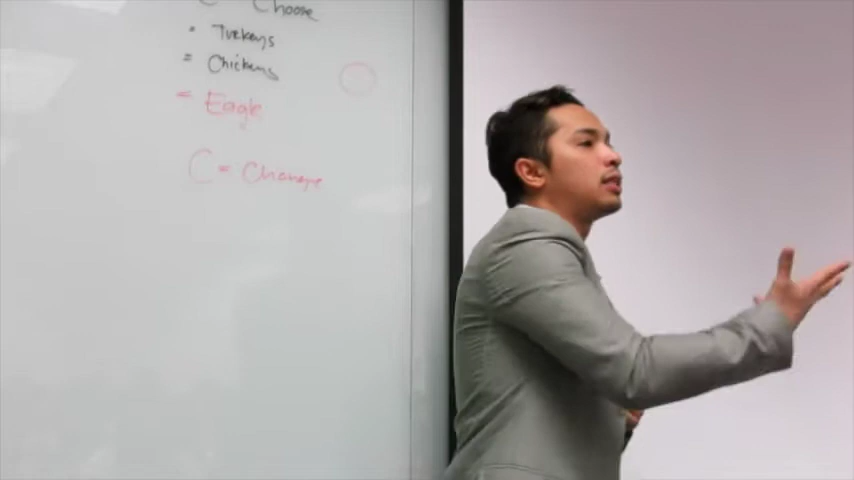 C Choose
• Turkeys
= Chickens
= Eagle
C = Change